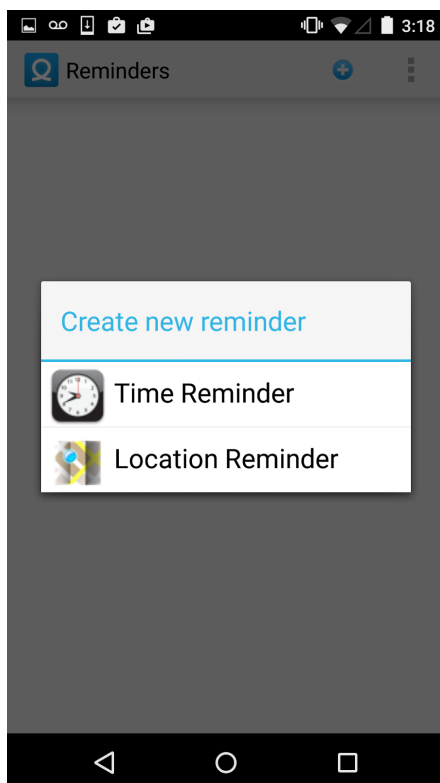 3:18
Reminders
Create new reminder
Time Reminder
Location Reminder